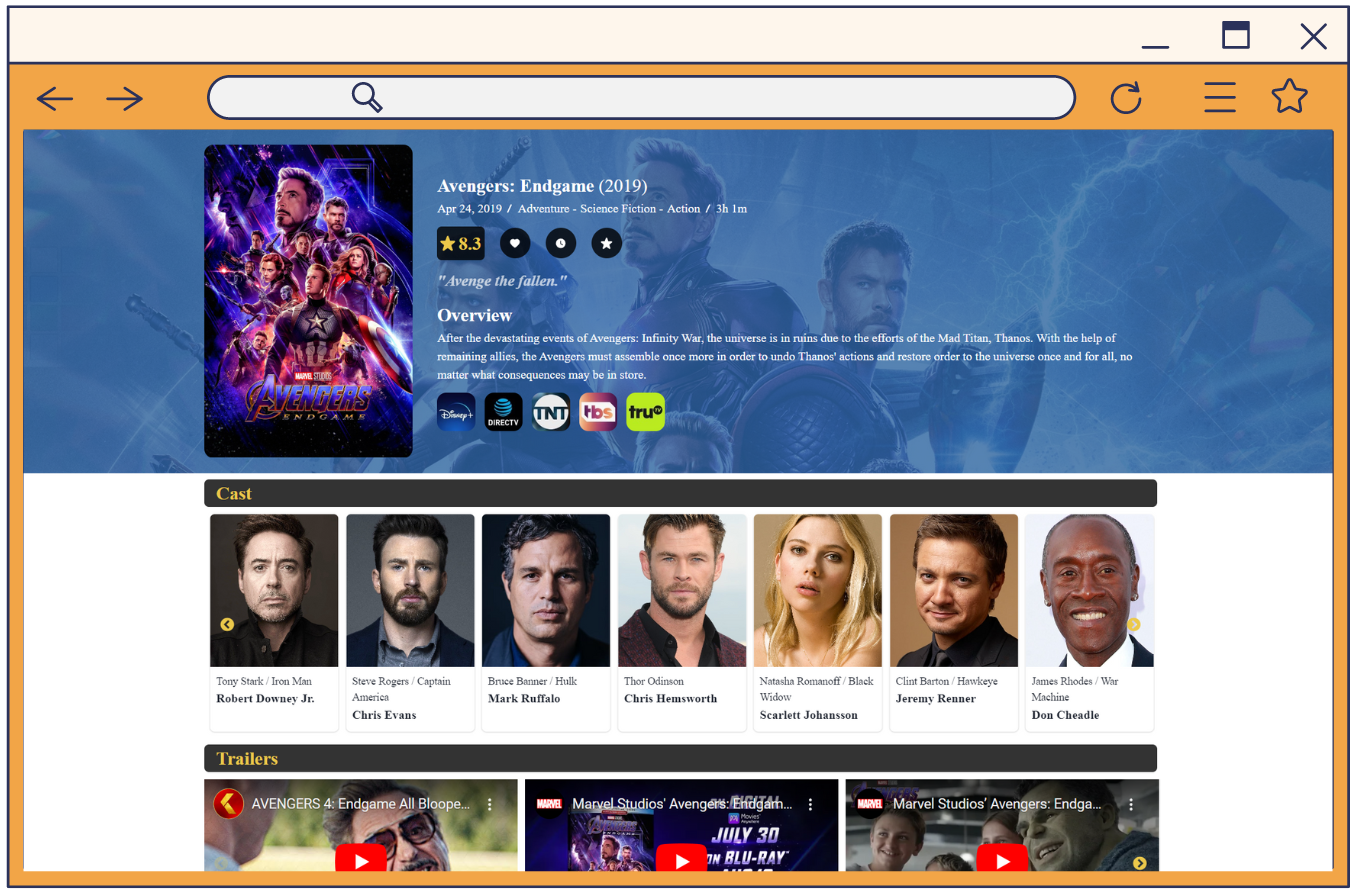 Avengers: Endgame (2019)
Apr 24, 2019 / Adventure - Science Fiction - Action / 3h 1m
8.3
"Avenge the fallen."
Overview
After the devastating events of Avengers: Infinity War, the universe is in ruins due to the efforts of the Mad Titan, Thanos. With the help of
remaining allies, the Avengers must assemble once more in order to undo Thanos' actions and restore order to the universe once and for all, no
matter what consequences may be in store.
MARVEL STUDIOS
AVENGERS
ENDGAME
Disney+
DIRECTV
TNT
tbs
truTV
Cast
Tony Stark / Iron Man
Robert Downey Jr.
Steve Rogers / Captain
America
Chris Evans
Bruce Banner / Hulk
Mark Ruffalo
Thor Odinson
Chris Hemsworth
Natasha Romanoff / Black
Widow
Scarlett Johansson
Clint Barton / Hawkeye
Jeremy Renner
James Rhodes / War
Machine
Don Cheadle
Trailers
AVENGERS 4: Endgame All Bloope...
MARVEL
Marvel Studios' Avengers: Endgam...
DIGITAL
Movies
Anywhere
JULY 30
ON BLU-RAY
MARVEL
Marvel Studios' Avengers: Endga...